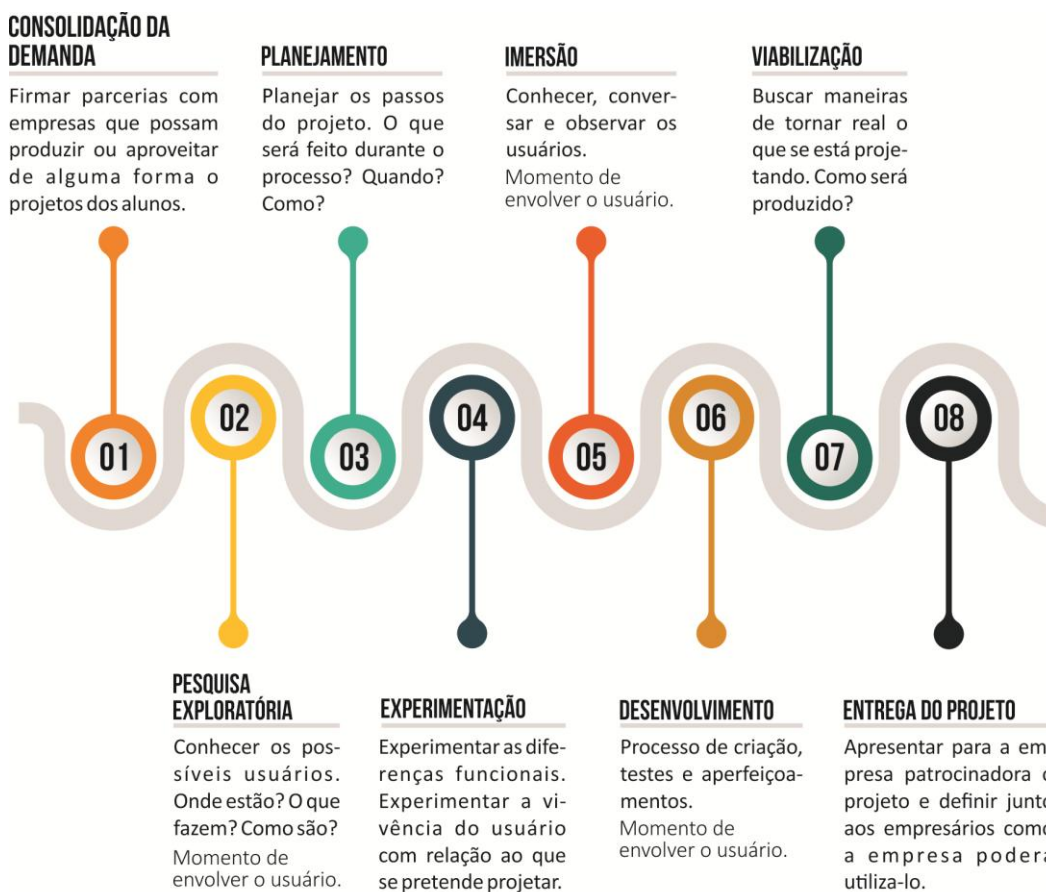 CONSOLIDAÇÃO DA
DEMANDA
Firmar parcerias com
empresas que possam
produzir ou aproveitar
de alguma forma o
projetos dos alunos.
PLANEJAMENTO
Planejar os passos
do projeto. O que
será feito durante o
processo? Quando?
Como?
IMERSÃO
Conhecer, conver-
sar e observar os
usuários.
Momento de
envolver o usuário.
VIABILIZAÇÃO
Buscar maneiras
de tornar real o
que se está proje-
tando. Como será
produzido?
01
02
03
04
05
06
07
08
PESQUISA
EXPLORATÓRIA
Conhecer os pos-
síveis usuários.
Onde estão? O que
fazem? Como são?
Momento de
envolver o usuário.
EXPERIMENTAÇÃO
Experimentar as dife-
renças funcionais.
Experimentar a vi-
vência do usuário
com relação ao que
se pretende projetar.
DESENVOLVIMENTO
Processo de criação,
testes e aperfeiçoa-
mentos.
Momento de
envolver o usuário.
ENTREGA DO PROJETO
Apresentar para a em
presa patrocinadora
projeto e definir junto
aos empresários como
a empresa poderá
utiliza-lo.